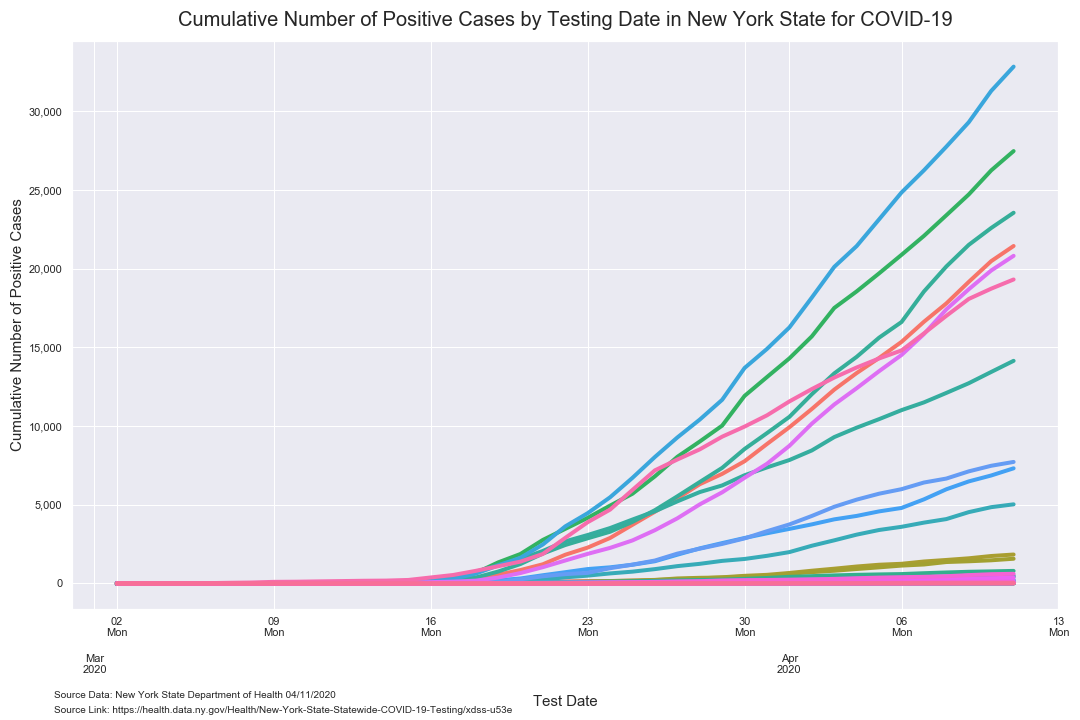 Cumulative Number of Positive Cases by Testing Date in New York State for COVID-19
Cumulative Number of Positive Cases
30,000
25,000
20,000
15,000
10,000
5,000
0
02 09 16 23 30 06 13
Mon Mon Mon Mon Mon Mon Mon
Mar Apr
2020 2020
Test Date
Source Data: New York State Department of Health 04/11/2020
Source Link: https://health.data.ny.gov/Health/New-York-State-Statewide-COVID-19-Testing/xdss-u53e